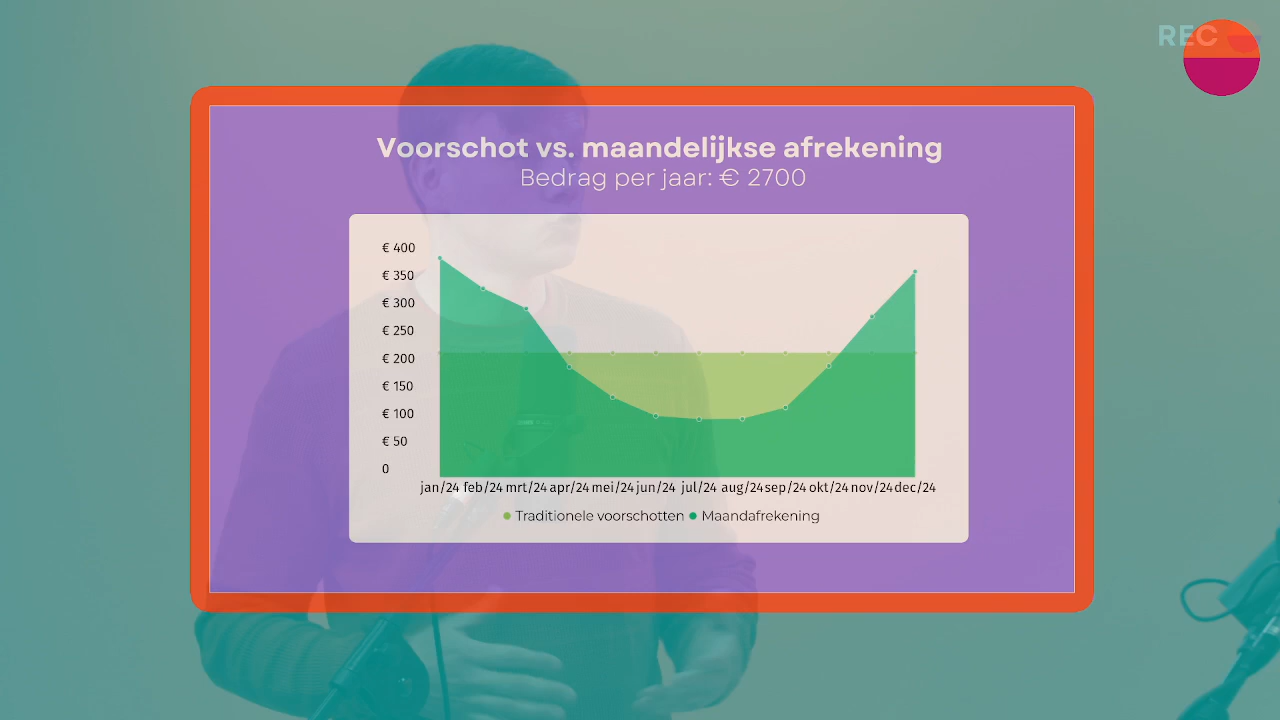 REC
Voorschot vs. maandelijkse afrekening
Bedrag per jaar: € 2700
€ 400
€ 350
€ 300
€ 250
€ 200
€ 150
€ 100
€ 50
0
jan/24 feb/24 mrt/24 apr/24 mei/24 jun/24 jul/24 aug/24 sep/24 okt/24 nov/24 dec/24
Traditionele voorschotten Maandafrekening